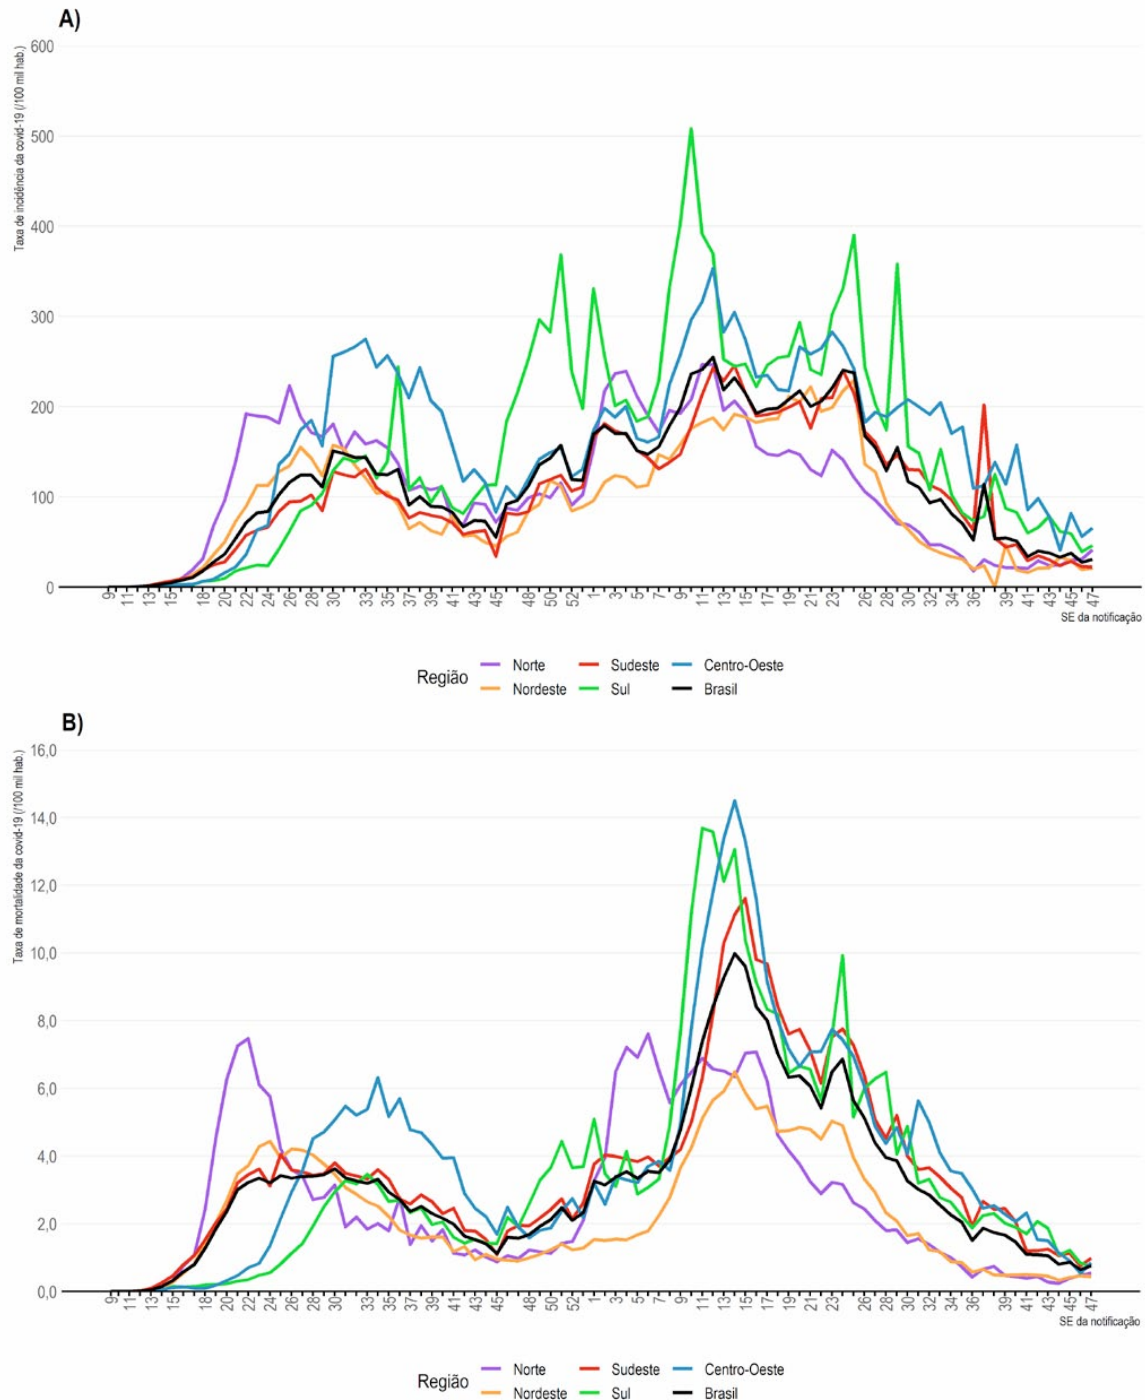 A)
Taxa de incidência da covid-19 (/100 mil hab.)
600
500
400
300
200
100
0
9 11 13 15 18 20 22 24 26 28 30 33 35 37 39 41 43 45 48 50 52 1 3 5 7 9 11 13 15 17 19 21 23 26 28 30 32 34 36 39 41 43 45 47
SE da notificação
Região
Norte Sudeste Centro-Oeste
Nordeste Sul Brasil
B)
Taxa de mortalidade da covid-19 (/100 mil hab.)
16,0
14,0
12,0
10,0
8,0
6,0
4,0
2,0
0,0
9 11 13 15 18 20 22 24 26 28 30 33 35 37 39 41 43 45 48 50 52 1 3 5 7 9 11 13 15 17 19 21 23 26 28 30 32 34 36 39 41 43 45 47
SE da notificação
Região
Norte Sudeste Centro-Oeste
Nordeste Sul Brasil